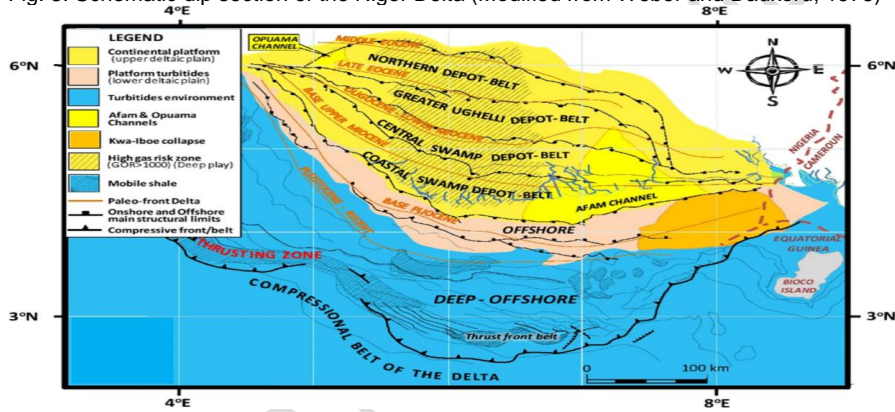 4°E
8°E
6°N
6°N
3°N
3°N
4°E
8°E
LEGEND
Continental platform
(upper deltaic plain)
Platform turbitides
(lower deltaic plain)
Turbitides environment
Afam & Opuama
Channels
Kwa-Iboe collapse
High gas risk zone
(GOR>1000) (Deep play)
Mobile shale
Paleo-front Delta
Onshore and Offshore
main structural limits
Compressive front/belt
OPUAMA
CHANNEL
MIDDLE EOCENE
NORTHERN DEPOT-BELT
LATE EOCENE
GREATER UGHELLI DEPOT-BELT
CENTRAL SWAMP DEPOT-BELT
BASE UPPER MIOCENE
COASTAL SWAMP DEPOT-BELT
AFAM CHANNEL
OFFSHORE
THRUSTING ZONE
DEEP - OFFSHORE
Thrust front belt
COMPRESSIONAL BELT OF THE DELTA
N
W
E
S
NIGERIA
CAMEROUN
EQUATORIAL
GUINEA
BIOCO
ISLAND
0
100 km